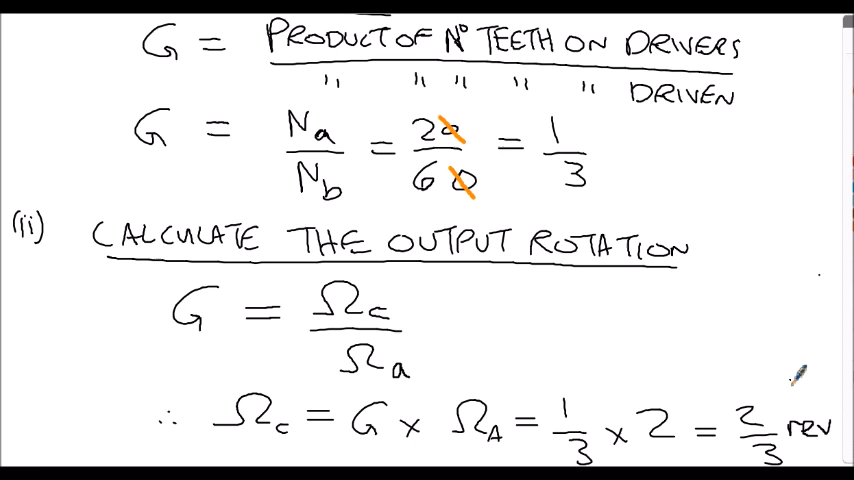 G = PRODUCT OF Nº TEETH ON DRIVERS
" " " " " DRIVEN
G = Na/Nb = 20/60 = 1/3
(ii) CALCULATE THE OUTPUT ROTATION
G = Ωc/Ωa
∴ Ωc = G × ΩA = 1/3 × 2 = 2/3 rev